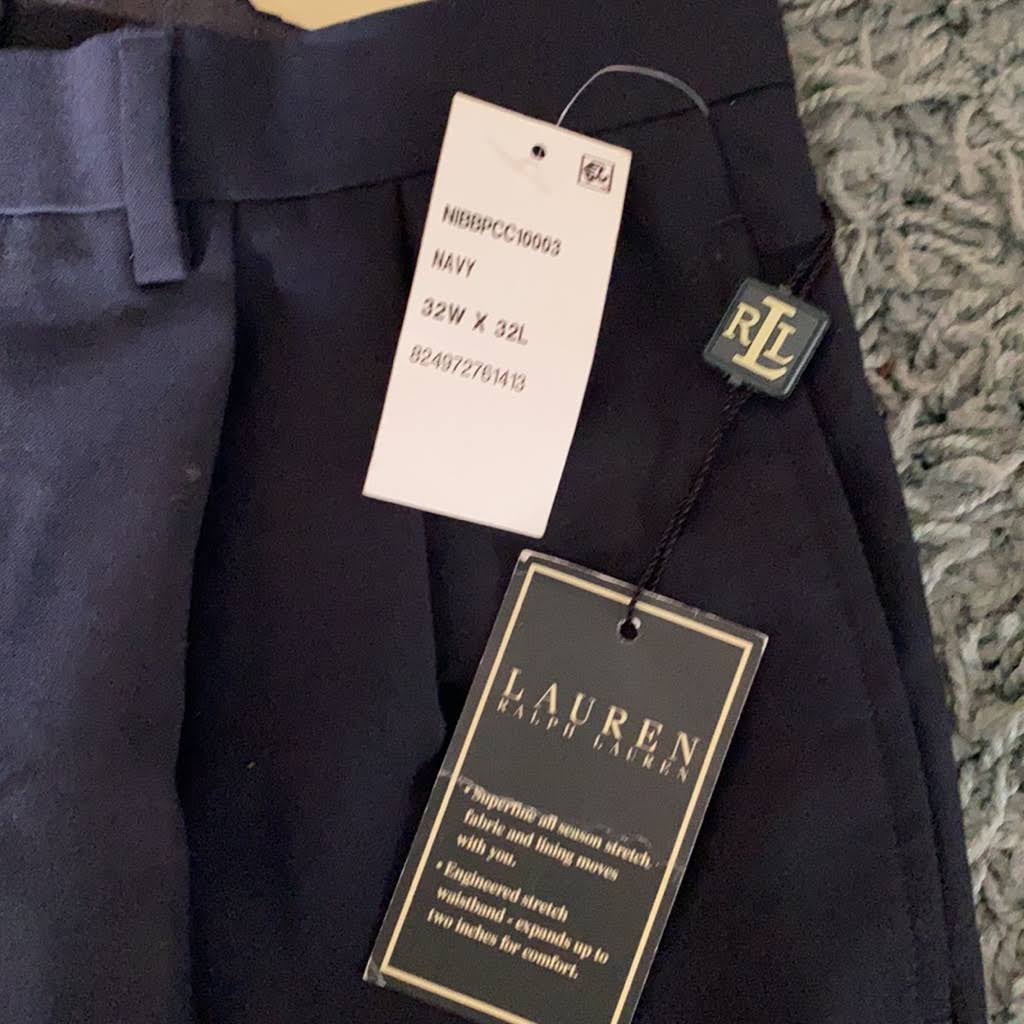 NIBBPCC10003
NAVY
32W X 32L
824972761413
RLL
LAUREN
RALPH LAUREN
• Superfine all season stretch
fabric and lining moves
with you.
• Engineered stretch
waistband - expands up to
two inches for comfort.